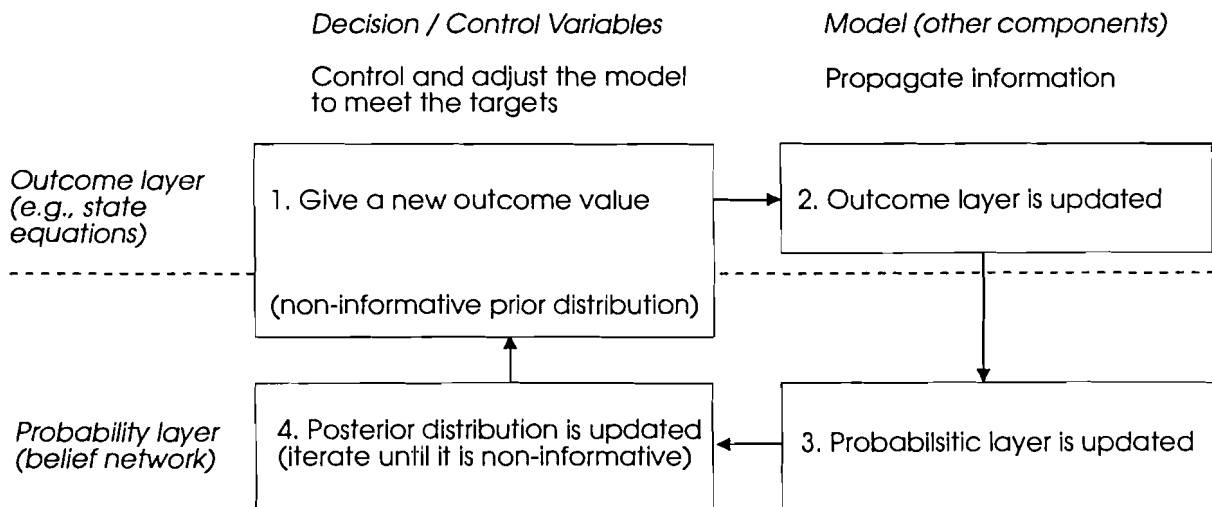 Decision / Control Variables
Model (other components)
Control and adjust the model
to meet the targets
Propagate information
Outcome layer
(e.g., state
equations)
1. Give a new outcome value
(non-informative prior distribution)
2. Outcome layer is updated
Probability layer
(belief network)
4. Posterior distribution is updated
(iterate until it is non-informative)
3. Probabilsitic layer is updated